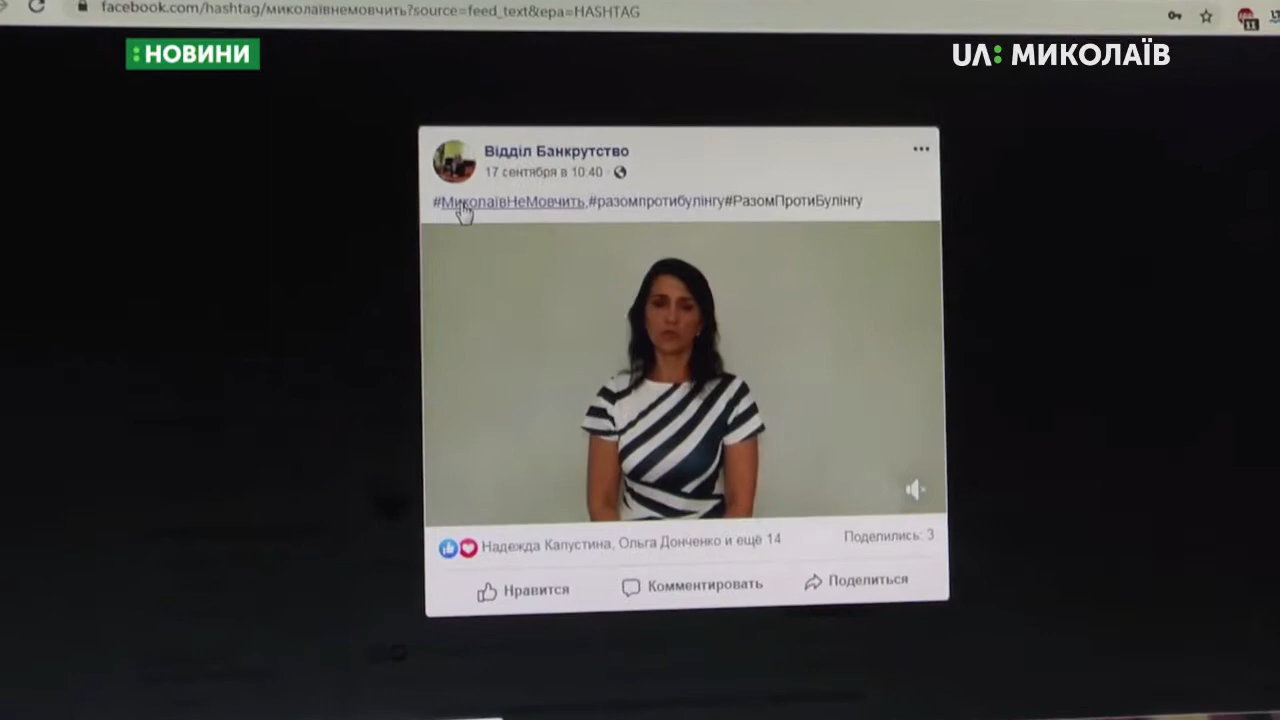 facebook.com/hashtag/миколаївнемовчить?source=feed_text&epa=HASHTAG
11
:НОВИНИ
UA: МИКОЛАЇВ
Відділ Банкрутство
17 сентября в 10:40
#МиколаївНеМовчить,#разомпротибулінгу#РазомПротиБулінгу
Надежда Капустина, Ольга Донченко и ещё 14
Поделились: 3
Нравится
Комментировать
Поделиться